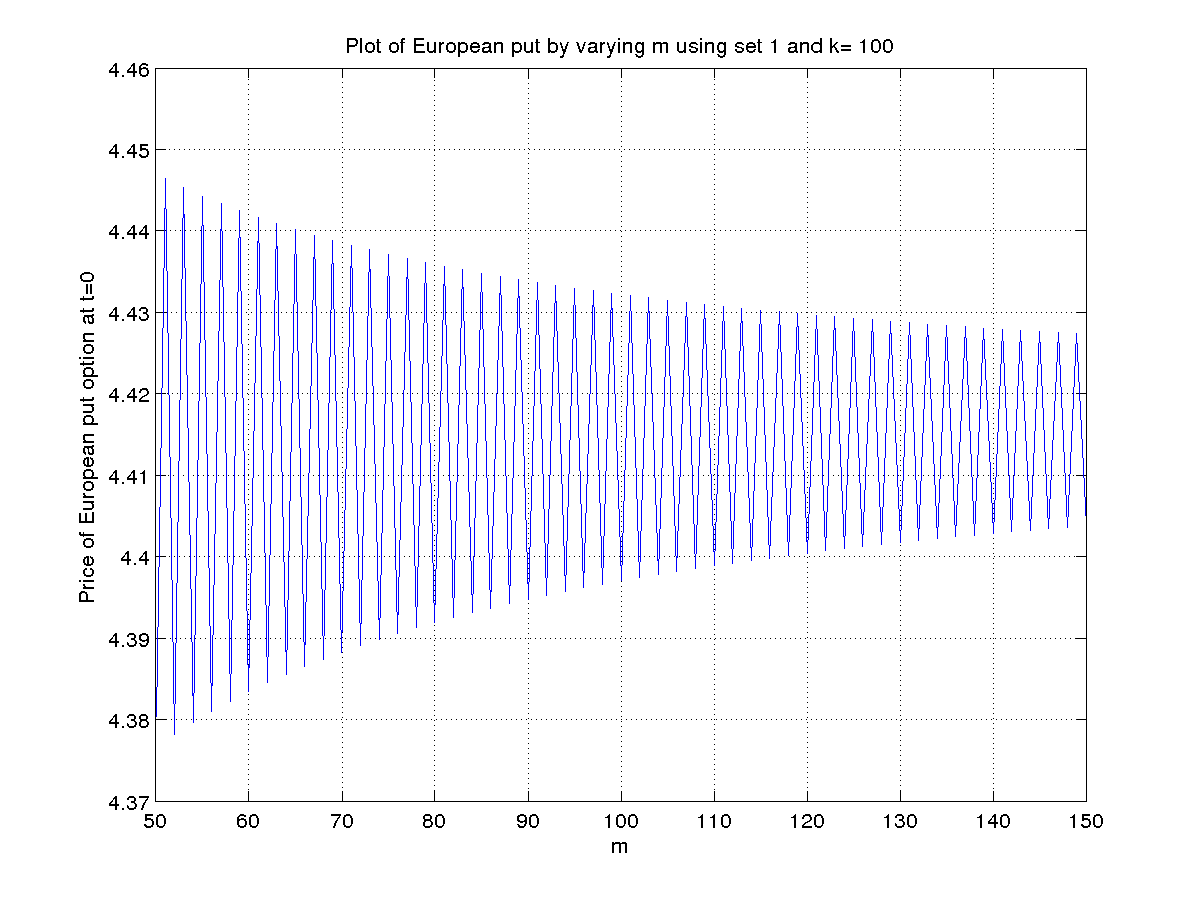 Plot of European put by varying m using set 1 and k= 100
4.46
4.45
4.44
4.43
4.42
4.41
4.4
4.39
4.38
4.37
Price of European put option at t=0
50 60 70 80 90 100 110 120 130 140 150
m